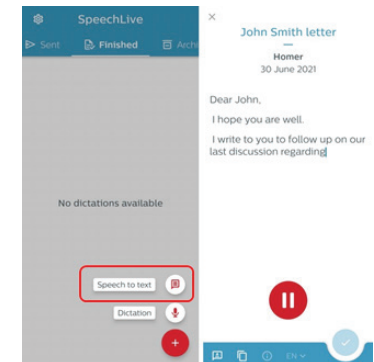 SpeechLive
Sent
Finished
Archi
No dictations available
Speech to text
Dictation
John Smith letter
Homer
30 June 2021
Dear John,
I hope you are well.
I write to you to follow up on our
last discussion regarding
EN